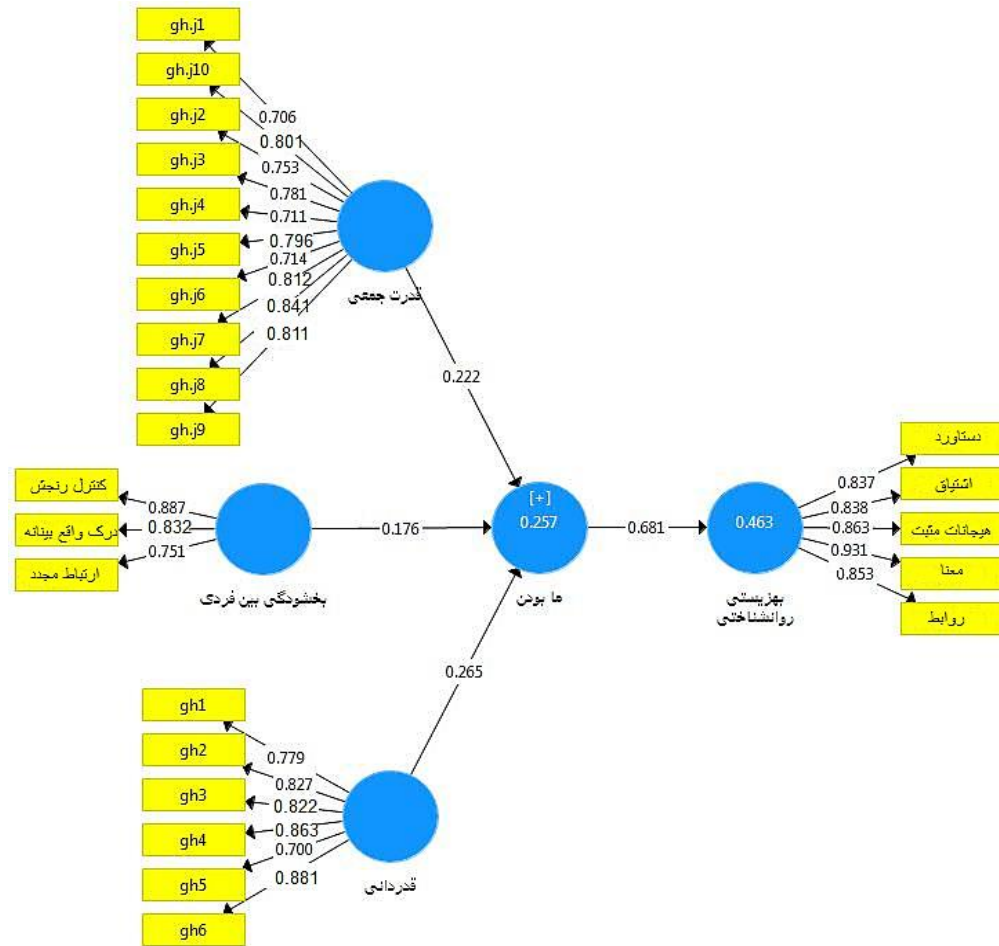 gh.j1
gh.j10
gh.j2
gh.j3
gh.j4
gh.j5
gh.j6
gh.j7
gh.j8
gh.j9
0.706
0.801
0.753
0.781
0.711
0.796
0.714
0.812
0.841
0.811
قدرت جمعی
0.222
کنترل رنجش
درک واقع بینانه
ارتباط مجدد
0.887
0.832
0.751
بخشودگی بین فردی
0.176
[+]
0.257
ما بودن
0.681
0.463
بهزیستی
روانشناختی
0.837
0.838
0.863
0.931
0.853
دستاورد
اشتیاق
هیجانات مثبت
معنا
روابط
0.265
gh1
gh2
gh3
gh4
gh5
gh6
0.779
0.827
0.822
0.863
0.700
0.881
قدردانی